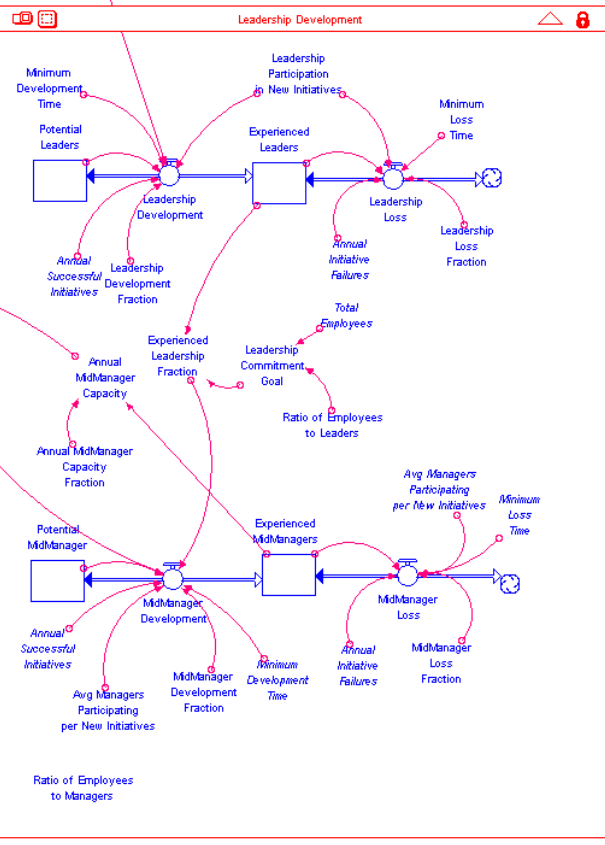 Leadership Development
Leadership
Participation
in New Initiatives
Minimum
Development
Time
Minimum
Loss
Time
Potential
Leaders
Experienced
Leaders
Leadership
Development
Leadership
Loss
Annual
Successful
Initiatives
Leadership
Development
Fraction
Annual
Initiative
Failures
Leadership
Loss
Fraction
Total
Employees
Experienced
Leadership
Fraction
Leadership
Commitment
Goal
Annual
MidManager
Capacity
Ratio of Employees
to Leaders
Annual MidManager
Capacity
Fraction
Avg Managers
Participating
per New Initiatives
Minimum
Loss
Time
Potential
MidManager
Experienced
MidManagers
MidManager
Development
MidManager
Loss
Annual
Successful
Initiatives
Avg Managers
Participating
per New Initiatives
MidManager
Development
Fraction
Minimum
Development
Time
Annual
Initiative
Failures
MidManager
Loss
Fraction
Ratio of Employees
to Managers